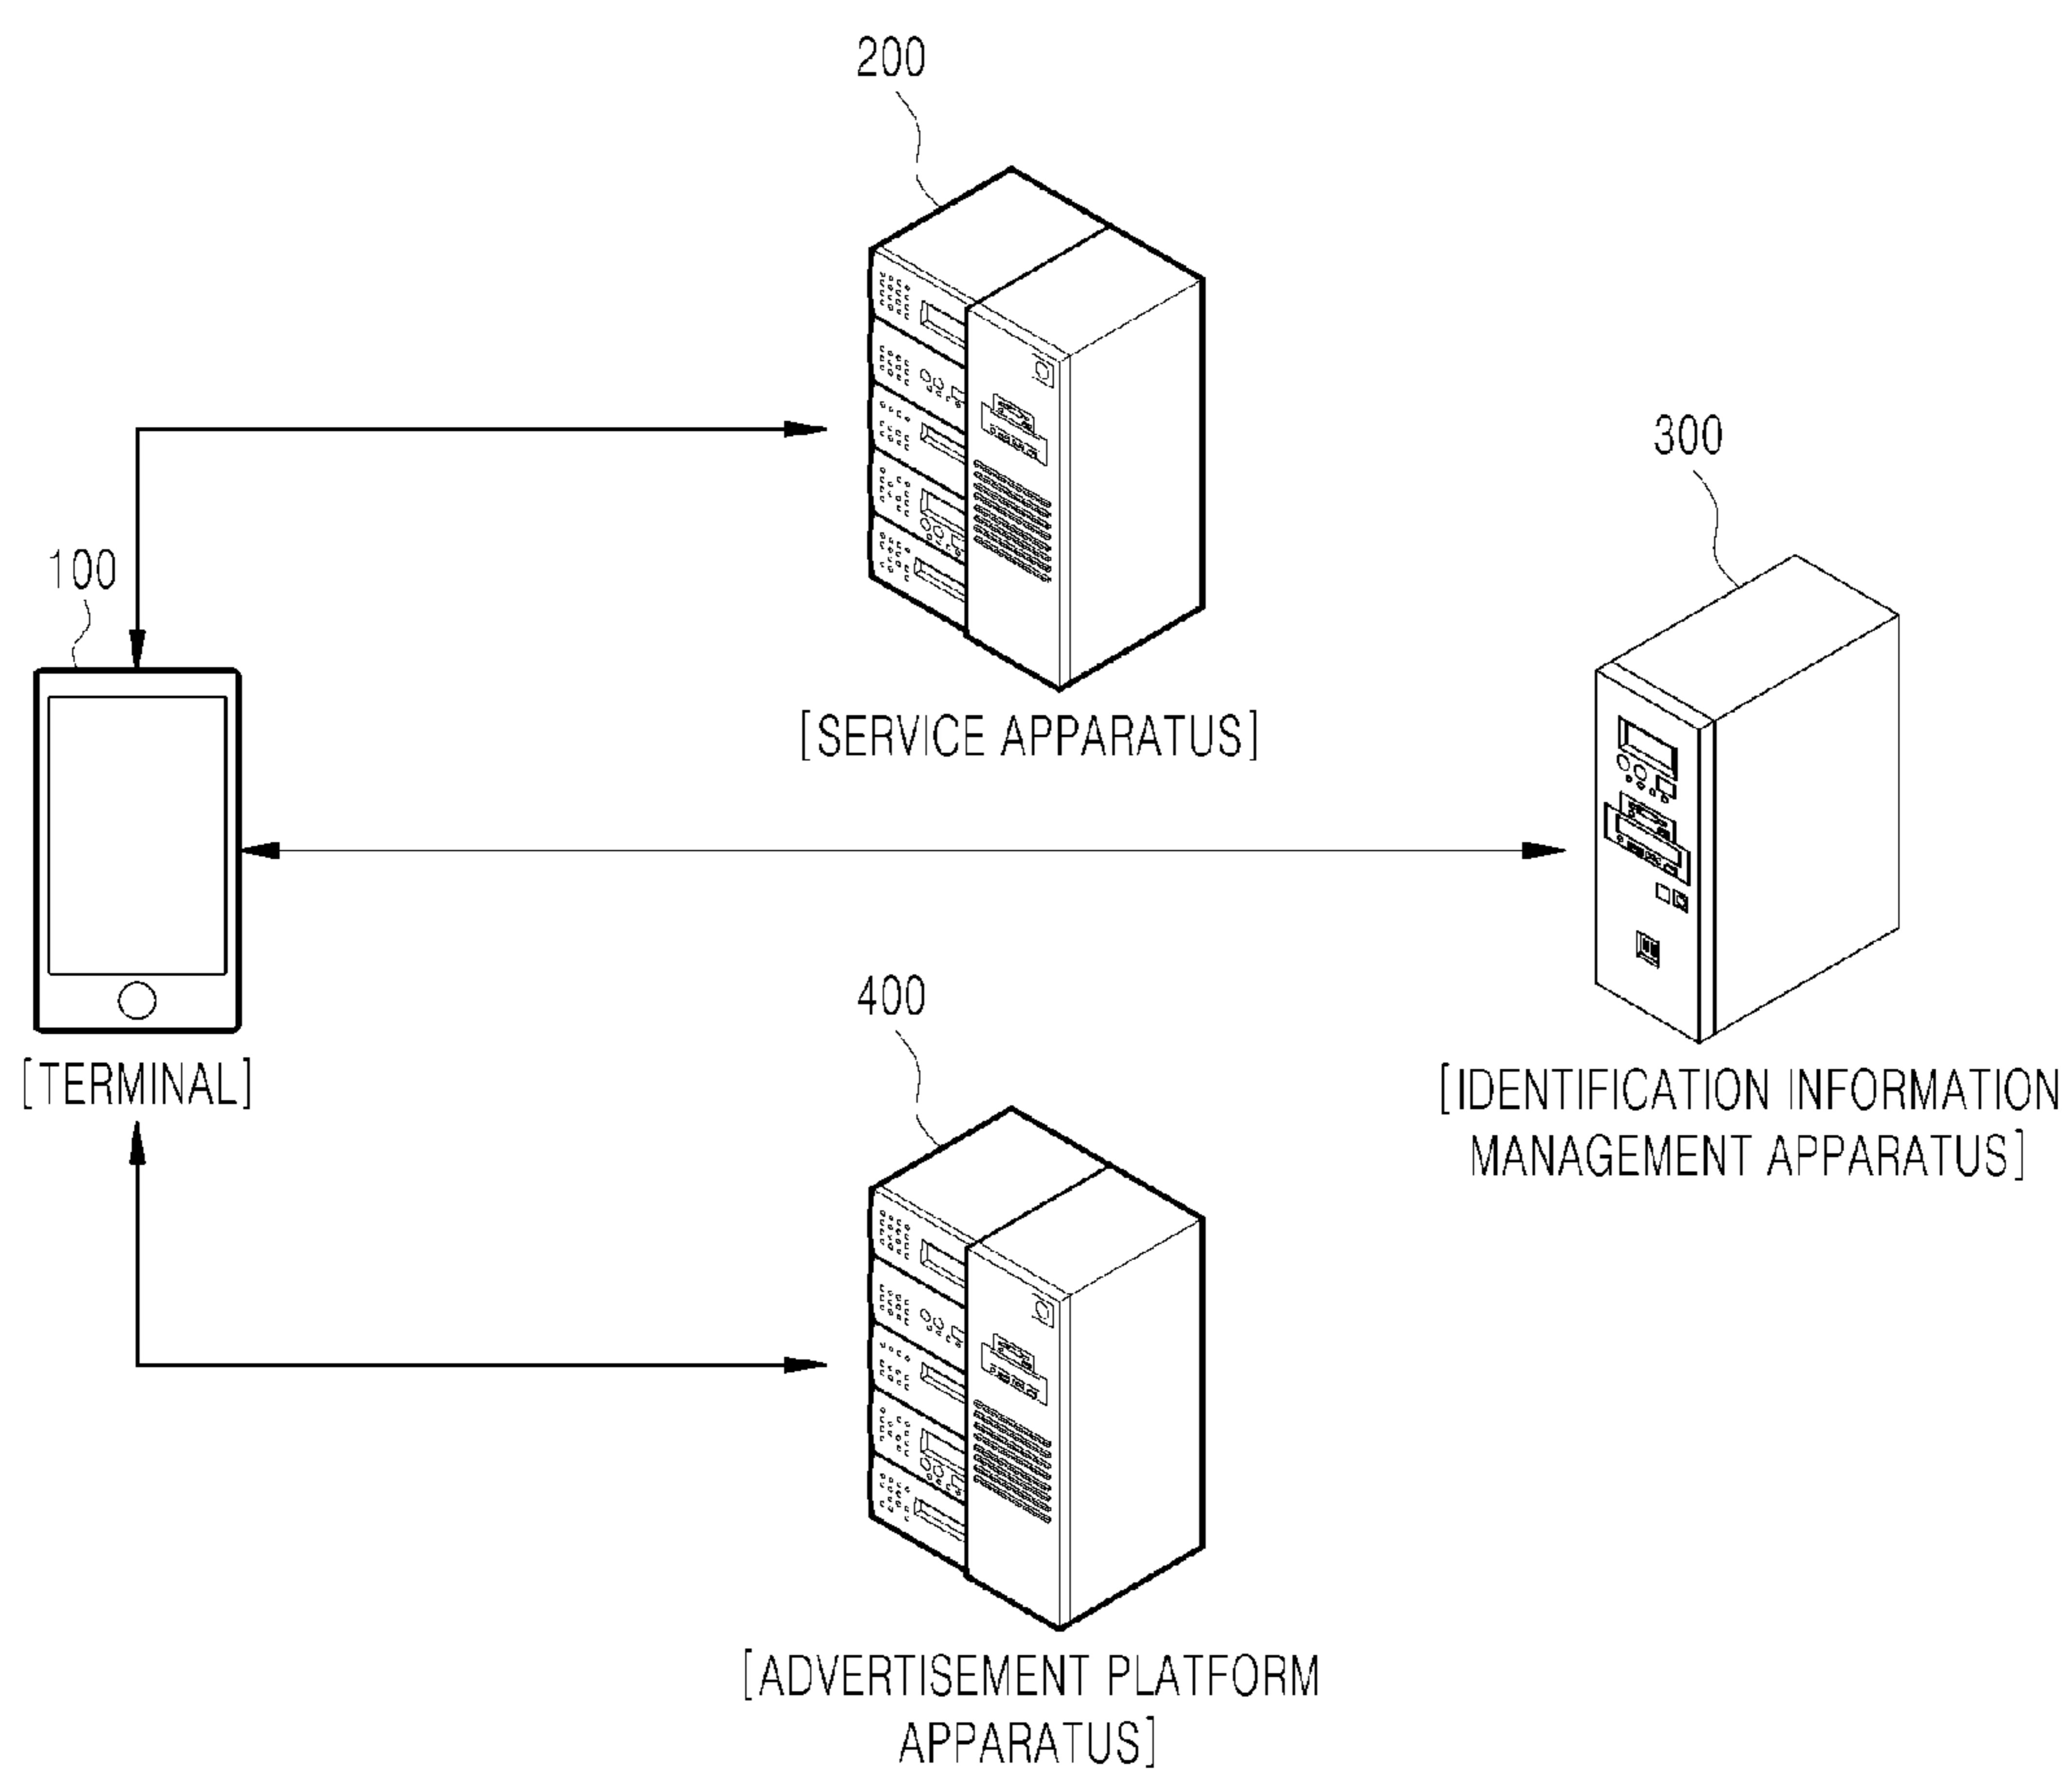 200
300
100
[SERVICE APPARATUS]
400
[TERMINAL]
[IDENTIFICATION INFORMATION
MANAGEMENT APPARATUS]
[ADVERTISEMENT PLATFORM
APPARATUS]